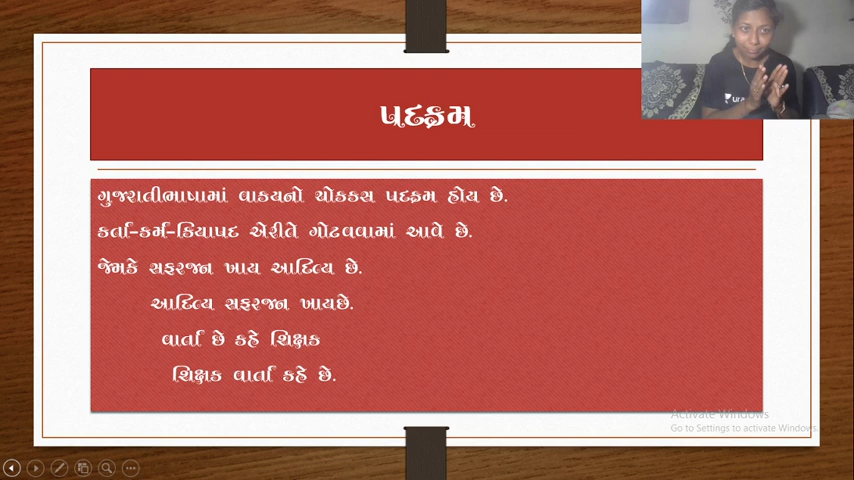 પદક્રમ
ગુજરાતીભાષામાં વાક્યનો ચોકકસ પદક્રમ હોય છે.
કર્તા-કર્મ-ક્રિયાપદ એરીતે ગોઠવવામાં આવે છે.
જેમકે સફરજન ખાય આદિત્ય છે.
આદિત્ય સફરજન ખાયછે.
વાર્તા છે કહે શિક્ષક
શિક્ષક વાર્તા કહે છે.
Activate Windows
Go to Settings to activate Windows.